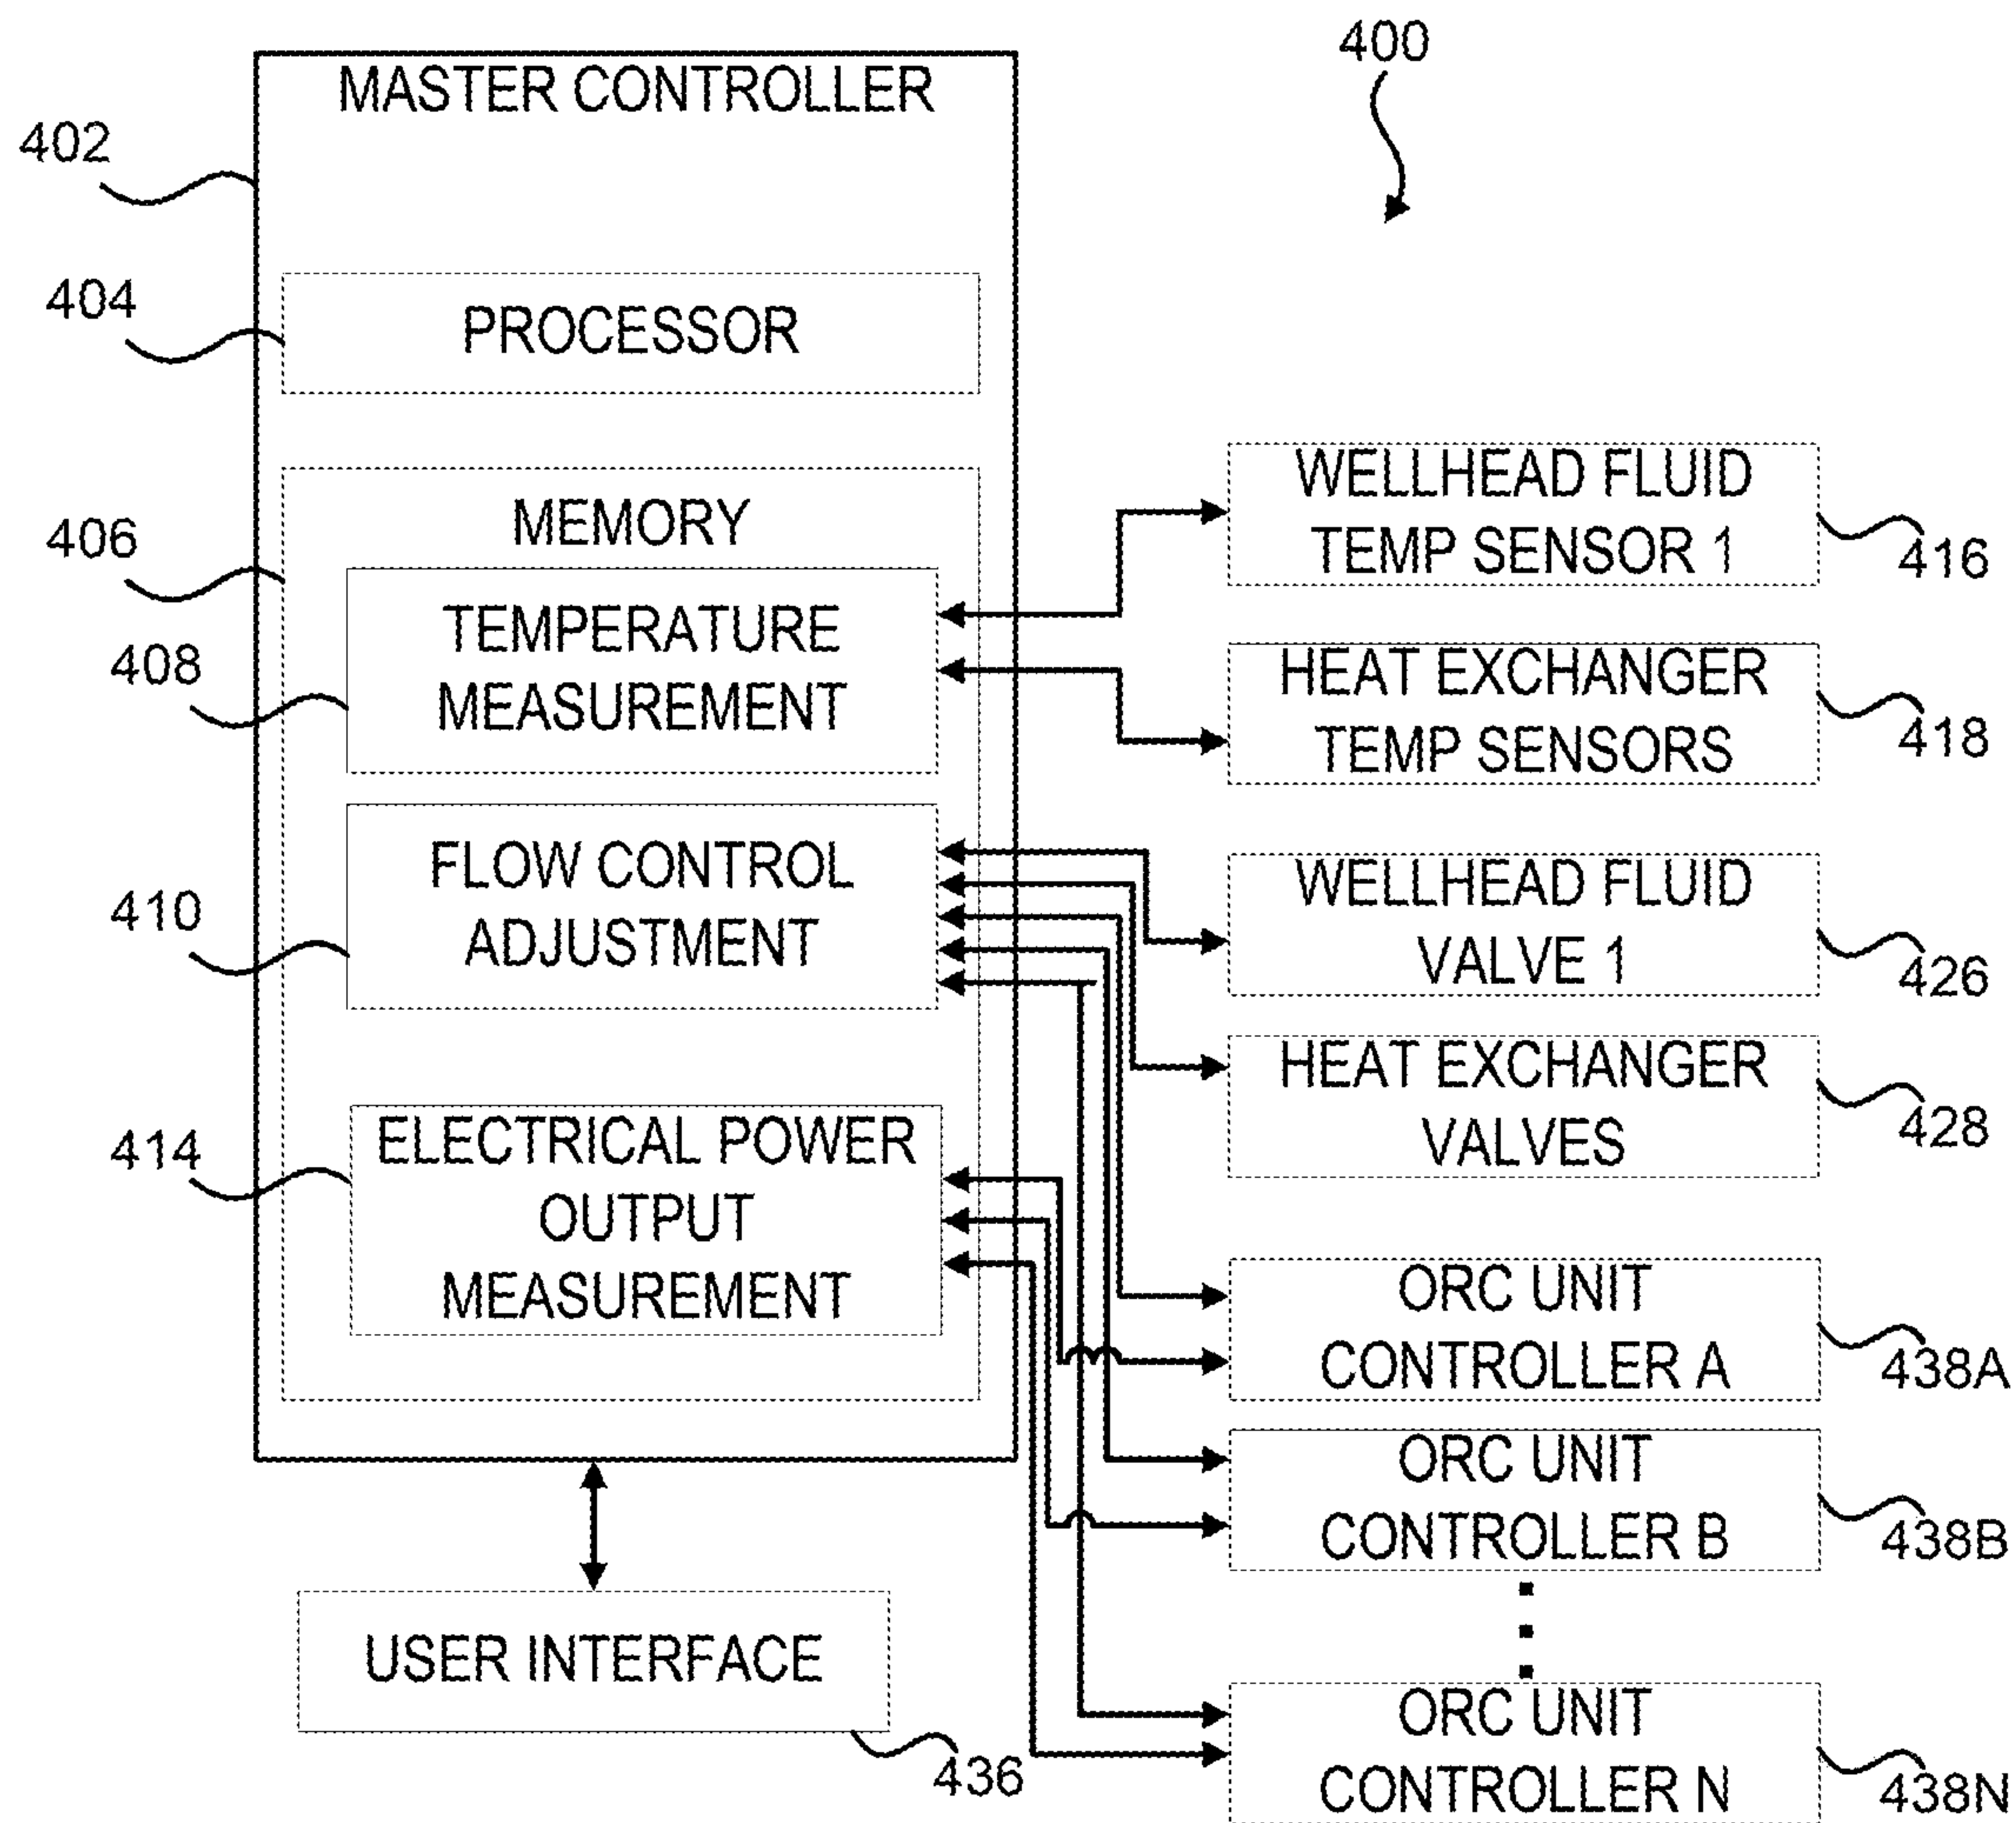 400
MASTER CONTROLLER
402
404
PROCESSOR
406
MEMORY
408
TEMPERATURE
MEASUREMENT
410
FLOW CONTROL
ADJUSTMENT
414
ELECTRICAL POWER
OUTPUT
MEASUREMENT
USER INTERFACE
436
WELLHEAD FLUID
TEMP SENSOR 1
416
HEAT EXCHANGER
TEMP SENSORS
418
WELLHEAD FLUID
VALVE 1
426
HEAT EXCHANGER
VALVES
428
ORC UNIT
CONTROLLER A
438A
ORC UNIT
CONTROLLER B
438B
ORC UNIT
CONTROLLER N
438N